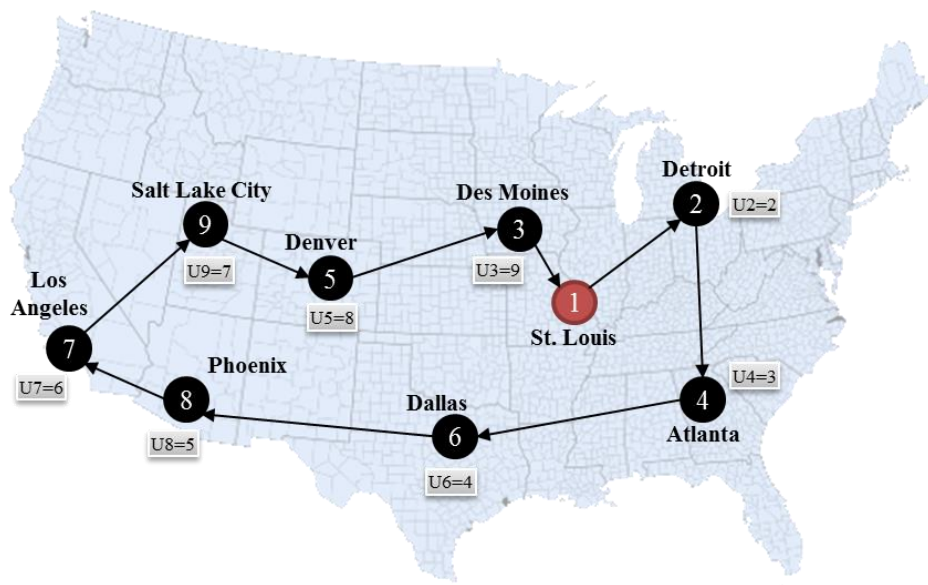 Detroit
2
U2=2
Salt Lake City
9
U9=7
Des Moines
3
U3=9
Denver
5
U5=8
Los
Angeles
7
U7=6
1
St. Louis
Phoenix
8
U8=5
Dallas
6
U6=4
U4=3
4
Atlanta